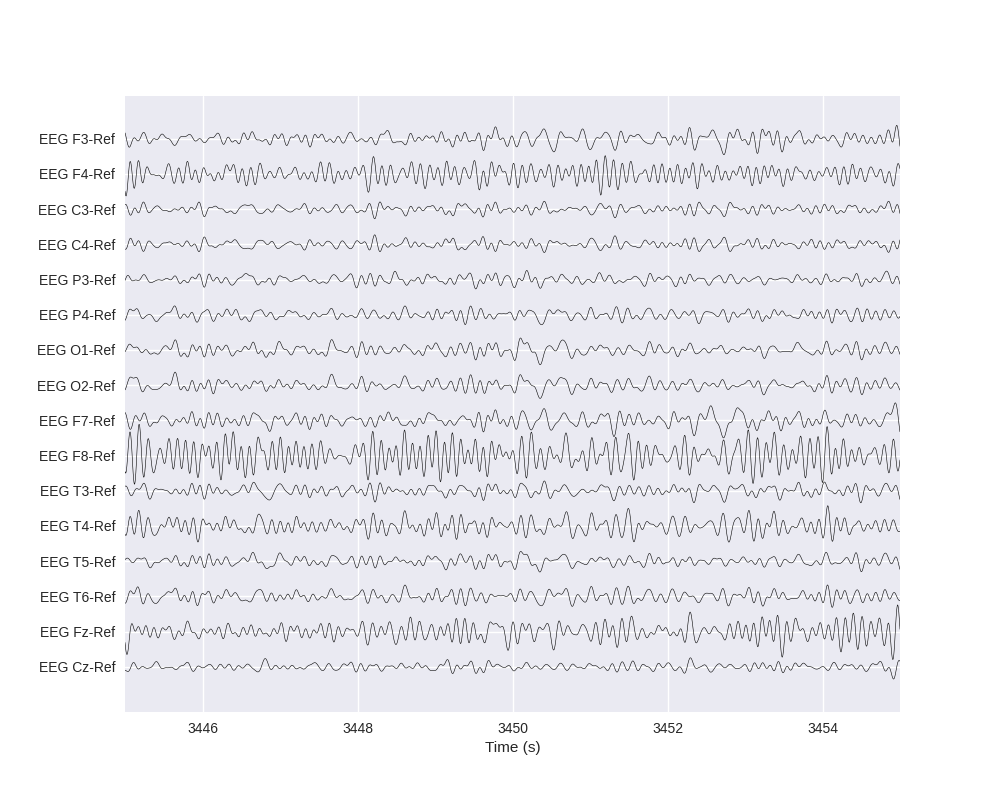 EEG F3-Ref
EEG F4-Ref
EEG C3-Ref
EEG C4-Ref
EEG P3-Ref
EEG P4-Ref
EEG O1-Ref
EEG O2-Ref
EEG F7-Ref
EEG F8-Ref
EEG T3-Ref
EEG T4-Ref
EEG T5-Ref
EEG T6-Ref
EEG Fz-Ref
EEG Cz-Ref
3446 3448 3450 3452 3454
Time (s)